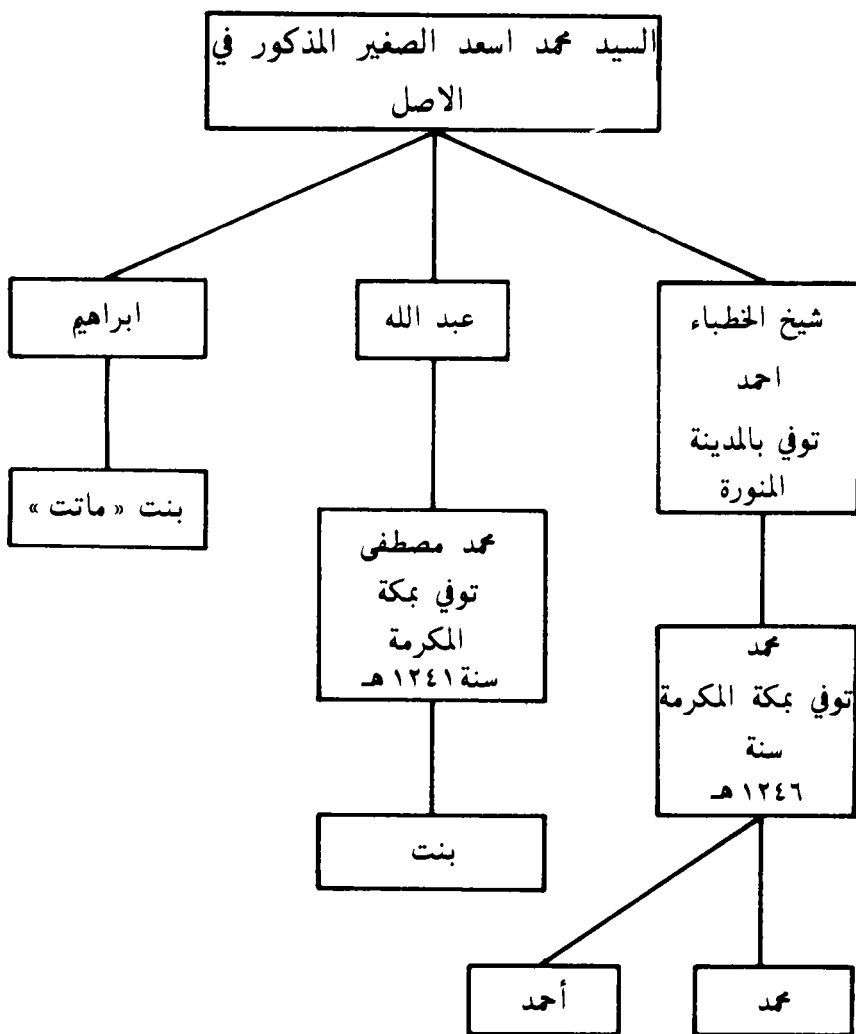 السيد محمد اسعد الصغير المذكور في
الاصل
شيخ الخطباء
احمد
توفي بالمدينة
المنورة
عبد الله
ابراهيم
محمد مصطفى
توفي بمكة
المكرمة
سنة ١٢٤١ هـ
بنت « ماتت »
محمد
توفي بمكة المكرمة
سنة
١٢٤٦ هـ
بنت
محمد
أحمد